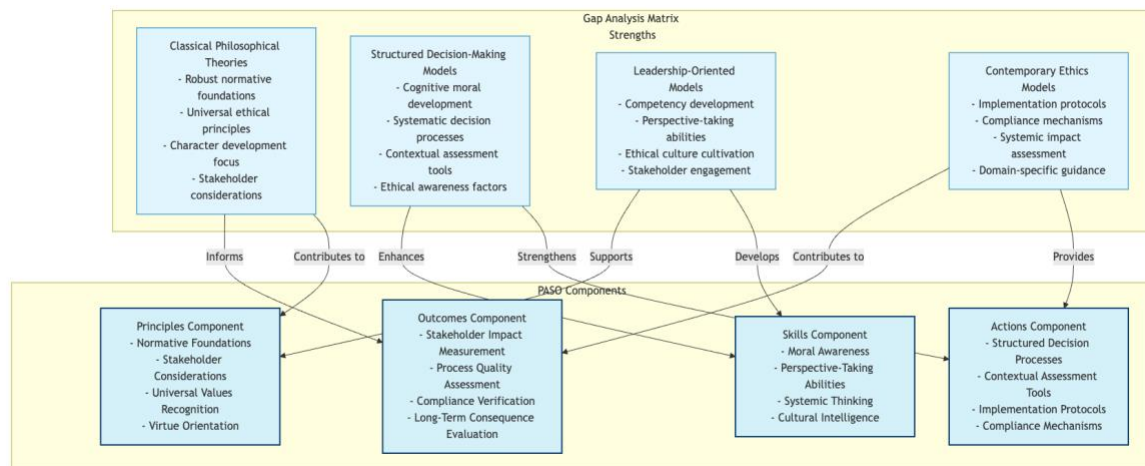 Gap Analysis Matrix
Strengths
Classical Philosophical
Theories
- Robust normative
foundations
- Universal ethical
principles
- Character development
focus
- Stakeholder
considerations
Structured Decision-Making
Models
- Cognitive moral
development
- Systematic decision
processes
- Contextual assessment
tools
- Ethical awareness factors
Leadership-Oriented
Models
- Competency development
- Perspective-taking
abilities
- Ethical culture cultivation
- Stakeholder engagement
Contemporary Ethics
Models
- Implementation protocols
- Compliance mechanisms
- Systemic impact
assessment
- Domain-specific guidance
Informs
Contributes to
Enhances
Strengthens
Supports
Develops
Contributes to
Provides
PASO Components
Principles Component
- Normative Foundations
- Stakeholder
Considerations
- Universal Values
Recognition
- Virtue Orientation
Outcomes Component
- Stakeholder Impact
Measurement
- Process Quality
Assessment
- Compliance Verification
- Long-Term Consequence
Evaluation
Skills Component
- Moral Awareness
- Perspective-Taking
Abilities
- Systemic Thinking
- Cultural Intelligence
Actions Component
- Structured Decision
Processes
- Contextual Assessment
Tools
- Implementation Protocols
- Compliance Mechanisms